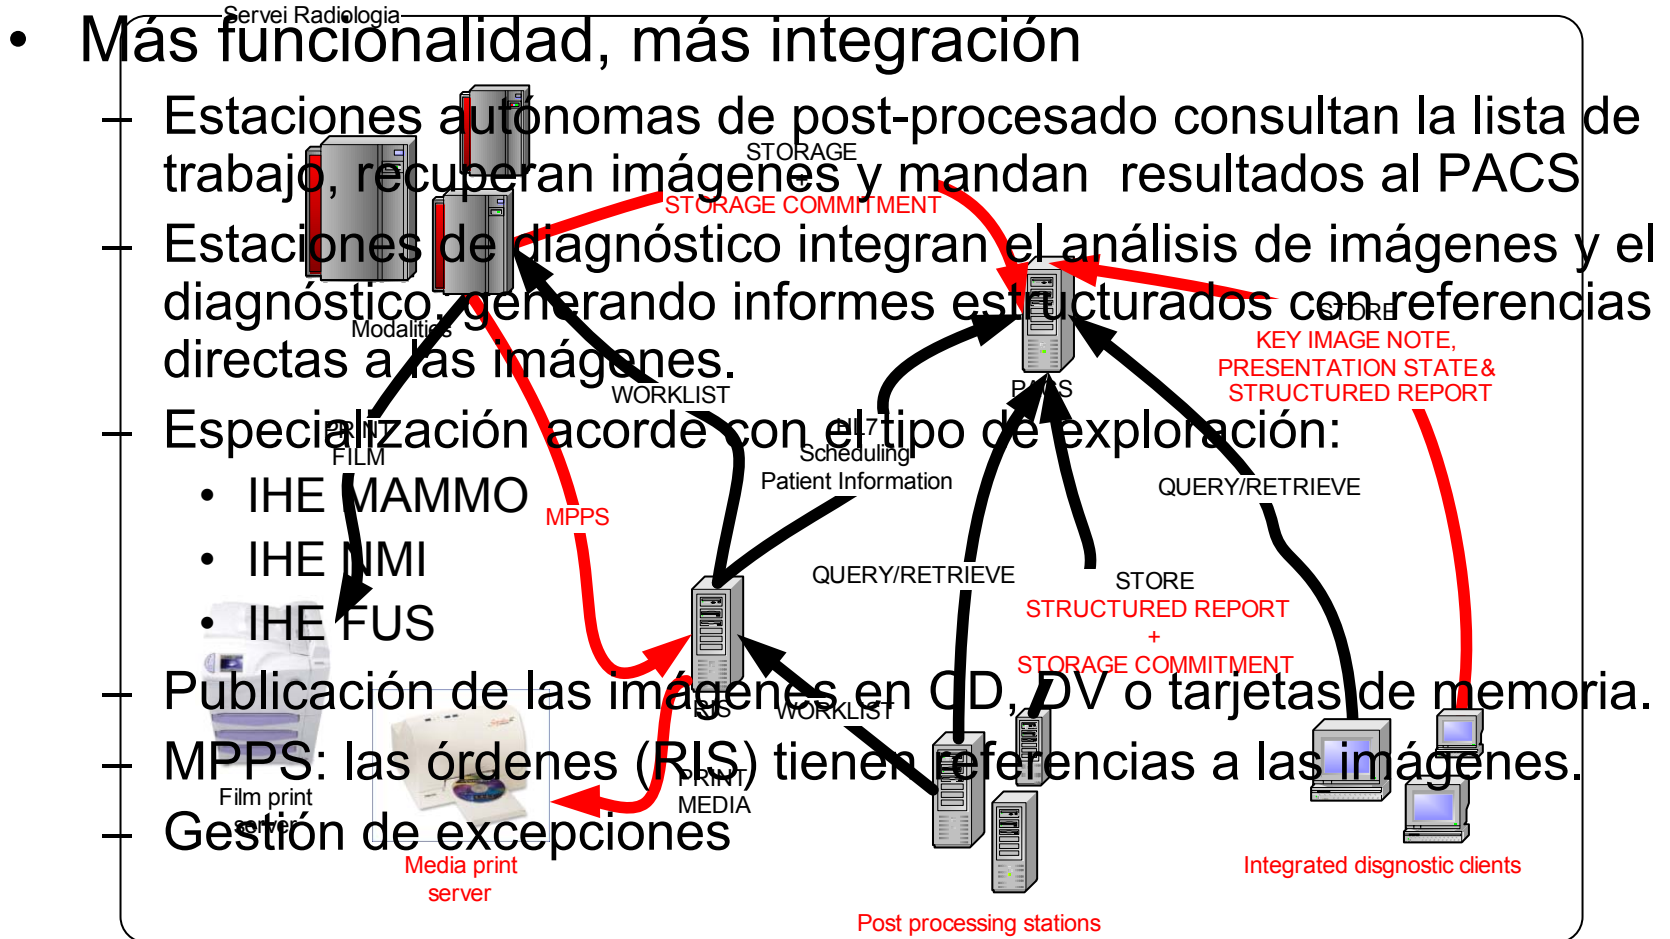 Servei Radiologia
• Más funcionalidad, más integración
– Estaciones autónomas de post-procesado consultan la lista de
trabajo, recuperan imágenes y mandan resultados al PACS
– Estaciones de diagnóstico integran el análisis de imágenes y el
diagnóstico, generando informes estructurados con referencias
directas a las imágenes.
– Especialización acorde con el tipo de exploración:
• IHE MAMMO
• IHE NMI
• IHE FUS
– Publicación de las imágenes en CD, DV o tarjetas de memoria.
– MPPS: las órdenes (RIS) tienen referencias a las imágenes.
– Gestión de excepciones
STORAGE
+
STORAGE COMMITMENT
Modalities
WORKLIST
PRINT
FILM
MPPS
HL7
Scheduling
Patient Information
PACS
STORE
KEY IMAGE NOTE,
PRESENTATION STATE &
STRUCTURED REPORT
QUERY/RETRIEVE
QUERY/RETRIEVE
STORE
STRUCTURED REPORT
+
STORAGE COMMITMENT
RIS
WORKLIST
PRINT
MEDIA
Film print
server
Media print
server
Post processing stations
Integrated disgnostic clients